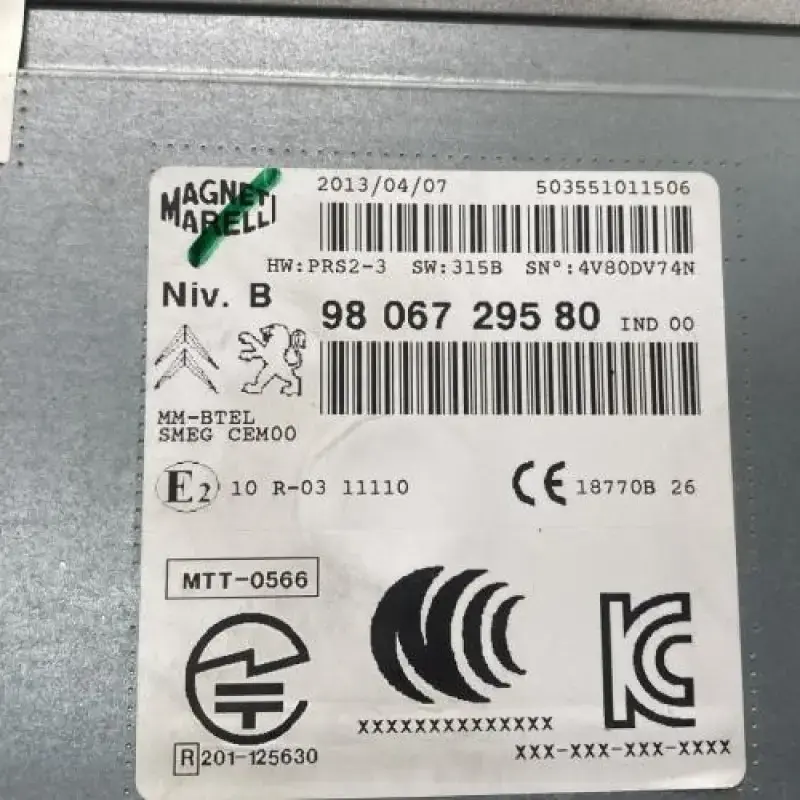 MAGNETI
MARELLI
2013/04/07 503551011506
HW:PRS2-3 SW:315B SN°:4V80DV74N
Niv. B
98 067 295 80 IND 00
MM-BTEL
SMEG CEM00
E2 10 R-03 11110
CE 18770B 26
MTT-0566
R 201-125630
XXXXXXXXXXXXXX
XXX-XXX-XXX-XXXX